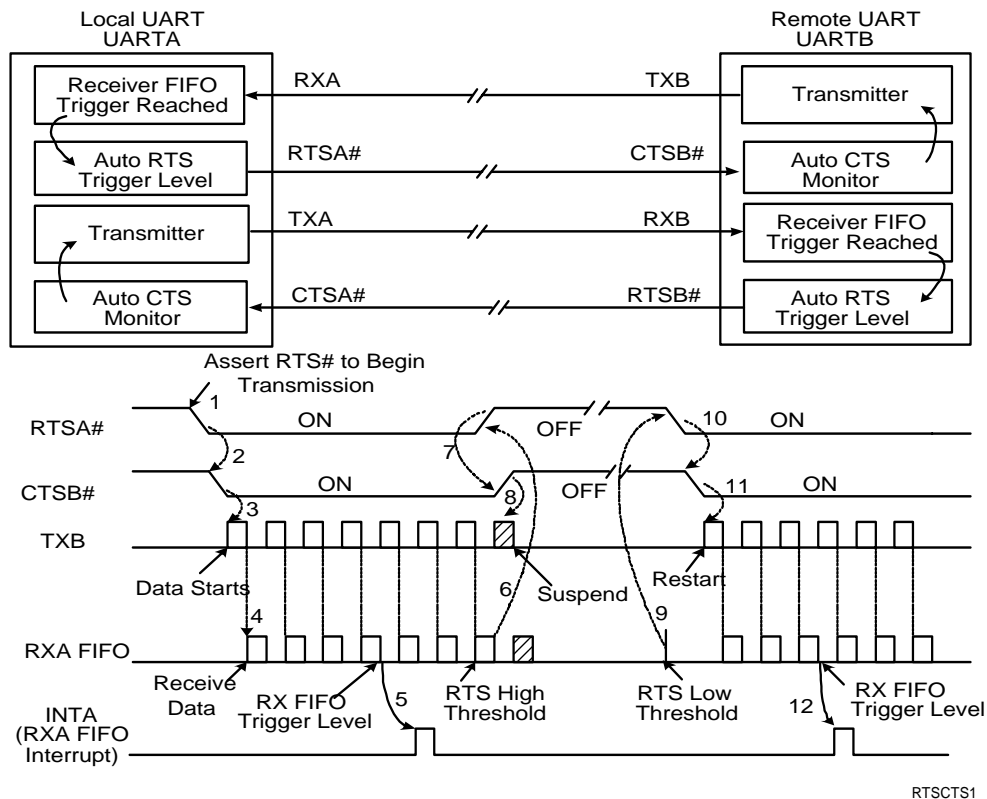 Local UART
UARTA
Remote UART
UARTB
Receiver FIFO
Trigger Reached
RXA
TXB
Transmitter
Auto RTS
Trigger Level
RTSA#
CTSB#
Auto CTS
Monitor
Transmitter
TXA
RXB
Receiver FIFO
Trigger Reached
Auto CTS
Monitor
CTSA#
RTSB#
Auto RTS
Trigger Level
Assert RTS# to Begin
Transmission
RTSA#
1
ON
7
OFF
10
ON
CTSB#
2
ON
8
OFF
11
ON
TXB
3
Data Starts
6
Suspend
Restart
9
RXA FIFO
4
Receive
Data
RX FIFO
Trigger Level
5
RTS High
Threshold
RTS Low
Threshold
12
RX FIFO
Trigger Level
INTA
(RXA FIFO
Interrupt)
RTSCTS1